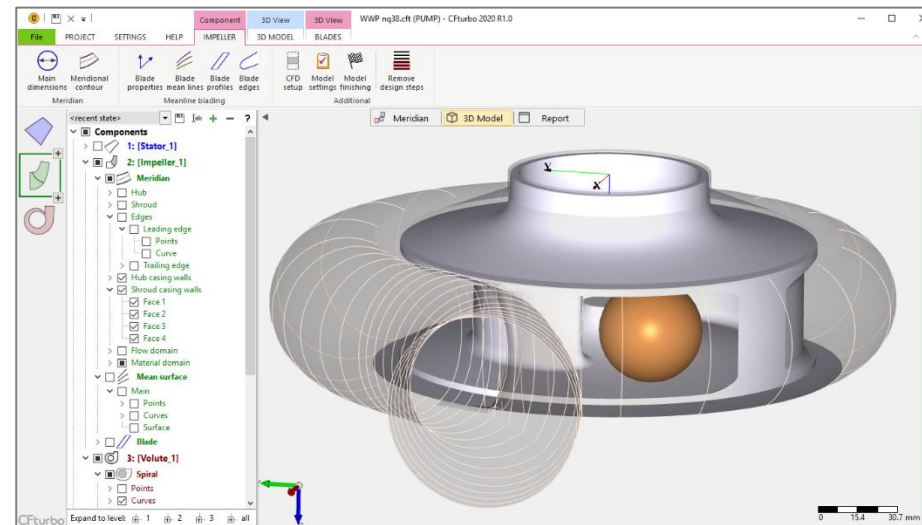 WWP nq38.cft (PUMP) - CFturbo 2020 R1.0
Component 3D View 3D View
File PROJECT SETTINGS HELP IMPELLER 3D MODEL BLADES
Main dimensions
Meridional contour
Blade properties
Blade mean lines
Blade profiles
Blade edges
CFD setup
Model settings
Model finishing
Remove design steps
Meridian
Meanline blading
Additional
<recent state>
Meridian 3D Model Report
Components
1: [Stator_1]
2: [Impeller_1]
Meridian
Hub
Shroud
Edges
Leading edge
Points
Curve
Trailing edge
Hub casing walls
Shroud casing walls
Face 1
Face 2
Face 3
Face 4
Flow domain
Material domain
Mean surface
Main
Points
Curves
Surface
Blade
3: [Volute_1]
Spiral
Points
Curves
Y
X
CFturbo
Expand to level: 1 2 3 all
0 15.4 30.7 mm